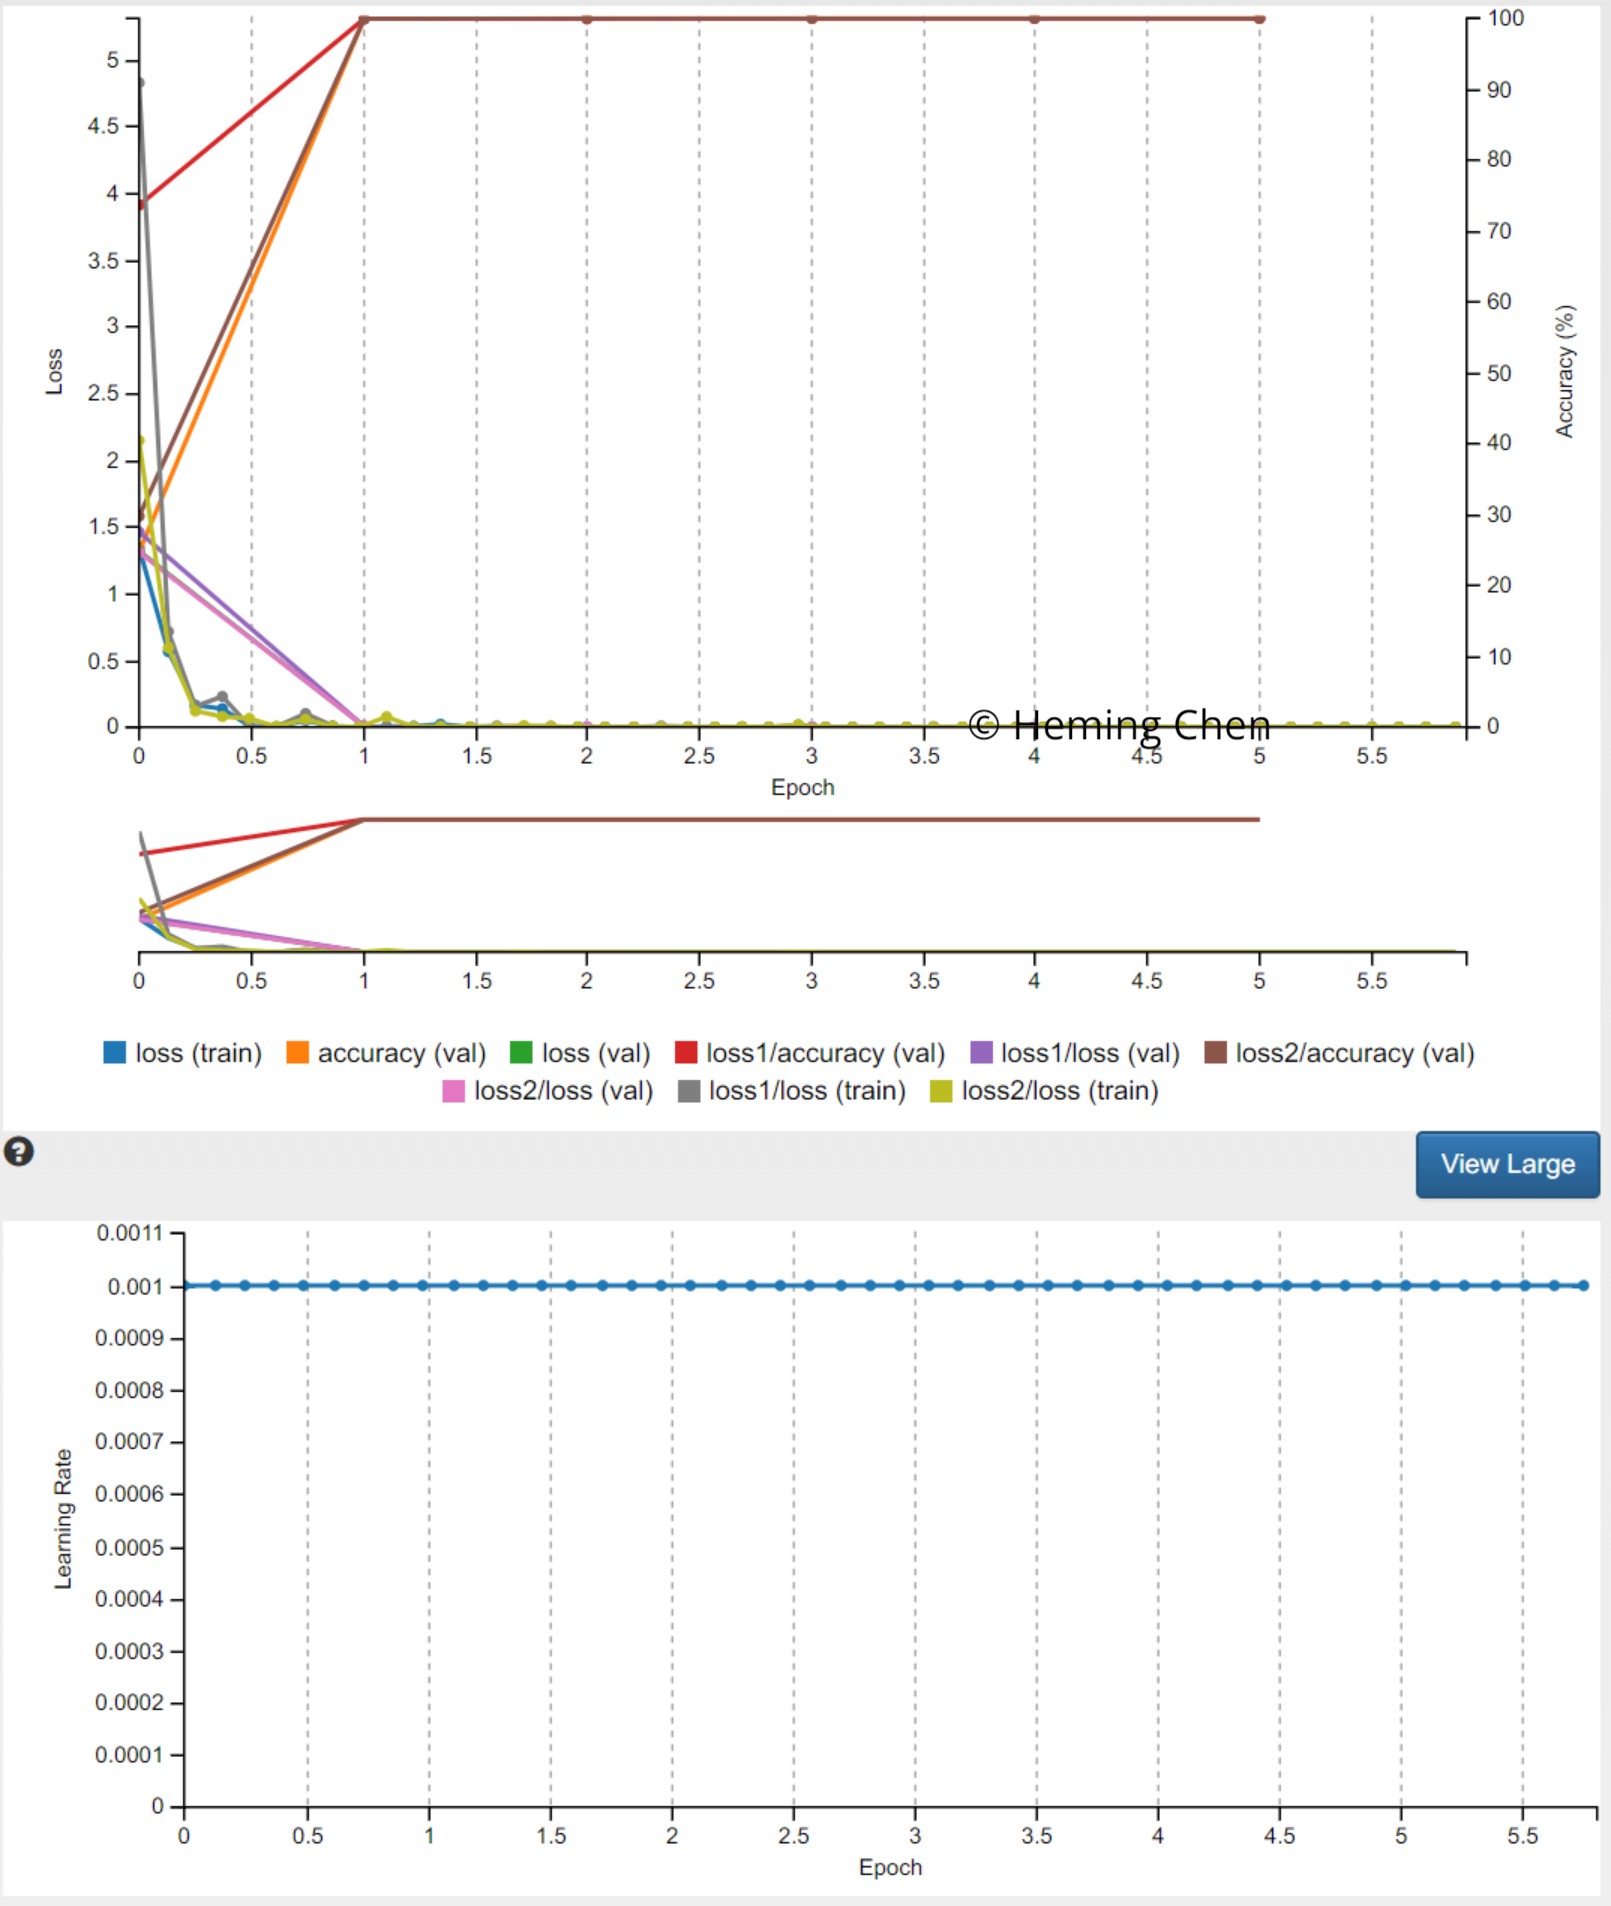 5
4.5
4
3.5
3
2.5
2
1.5
1
0.5
0
Loss
100
90
80
70
60
50
40
30
20
10
0
Accuracy (%)
© Heming Chen
0 0.5 1 1.5 2 2.5 3 3.5 4 4.5 5 5.5
Epoch
0 0.5 1 1.5 2 2.5 3 3.5 4 4.5 5 5.5
loss (train) accuracy (val) loss (val) loss1/accuracy (val) loss1/loss (val) loss2/accuracy (val)
loss2/loss (val) loss1/loss (train) loss2/loss (train)
?
View Large
0.0011
0.001
0.0009
0.0008
0.0007
0.0006
0.0005
0.0004
0.0003
0.0002
0.0001
0
Learning Rate
0 0.5 1 1.5 2 2.5 3 3.5 4 4.5 5 5.5
Epoch